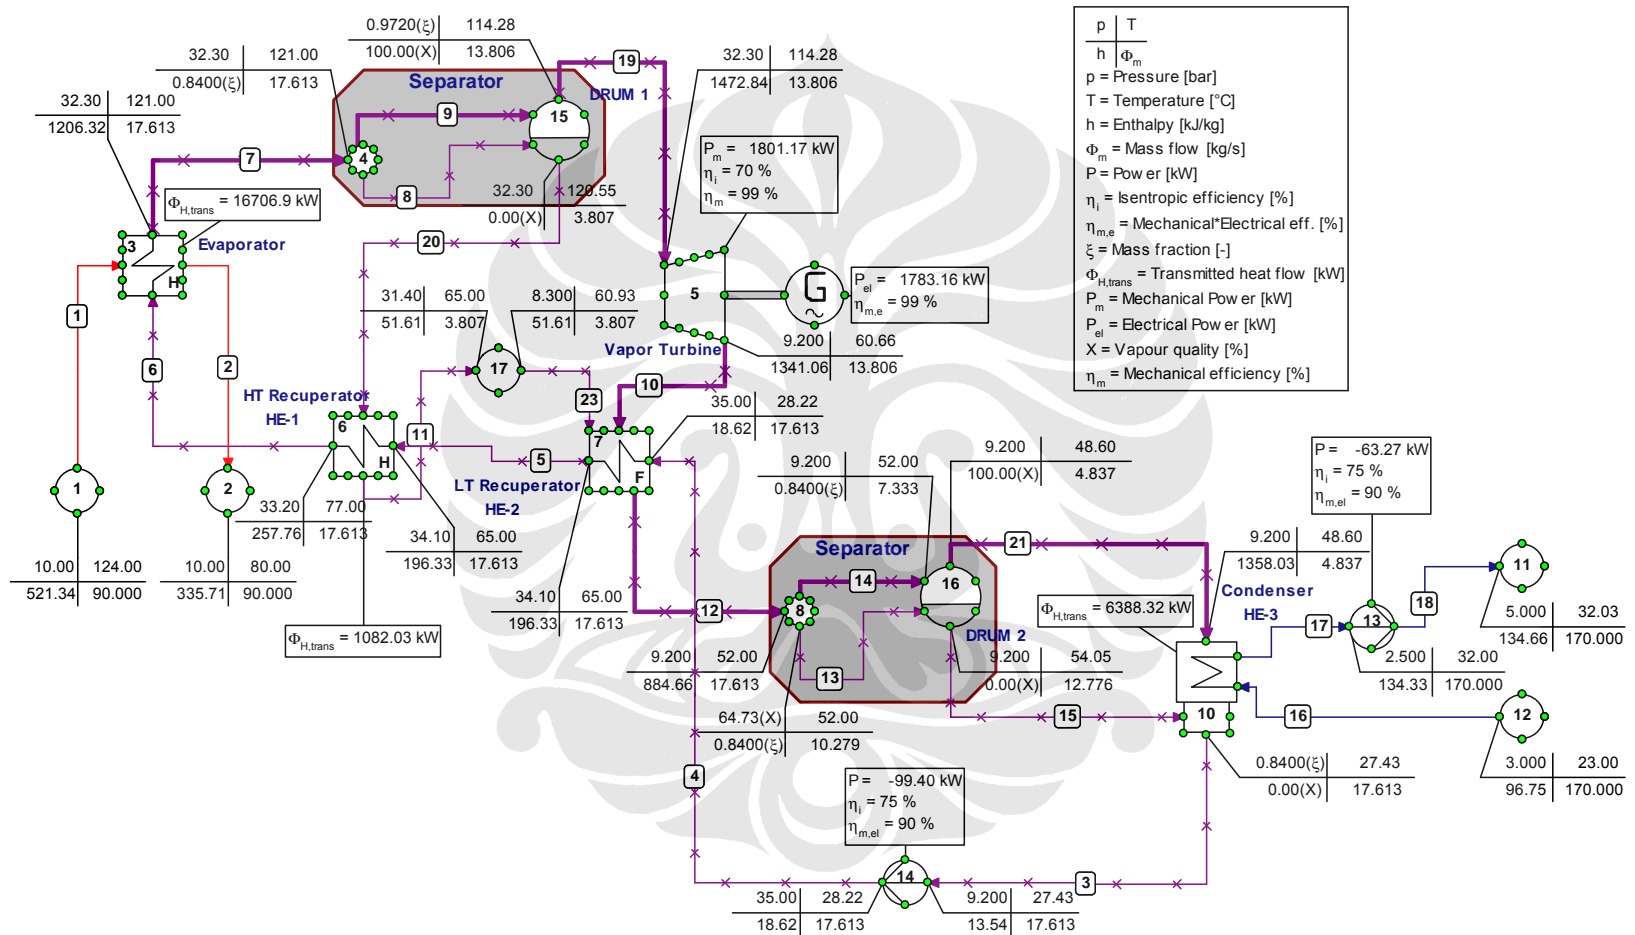 0.9720(ξ) 114.28
100.00(X) 13.806
32.30 121.00
0.8400(ξ) 17.613
32.30 121.00
1206.32 17.613
Separator
DRUM 1
19
32.30 114.28
1472.84 13.806
p T
h Φm
p = Pressure [bar]
T = Temperature [°C]
h = Enthalpy [kJ/kg]
Φm = Mass flow [kg/s]
P = Power [kW]
ηi = Isentropic efficiency [%]
ηm,e = Mechanical*Electrical eff. [%]
ξ = Mass fraction [-]
ΦH,trans = Transmitted heat flow [kW]
Pm = Mechanical Power [kW]
Pel = Electrical Power [kW]
X = Vapour quality [%]
ηm = Mechanical efficiency [%]
9
15
7
4
8
32.30 120.55
0.00(X) 3.807
Pm = 1801.17 kW
ηi = 70 %
ηm = 99 %
ΦH,trans = 16706.9 kW
20
3
H
Evaporator
1
2
6
31.40 65.00
51.61 3.807
8.300 60.93
51.61 3.807
5
G
~
Pel = 1783.16 kW
ηm,e = 99 %
Vapor Turbine
9.200 60.66
1341.06 13.806
17
10
23
HT Recuperator
HE-1
6
H
11
5
7
F
LT Recuperator
HE-2
35.00 28.22
18.62 17.613
9.200 52.00
0.8400(ξ) 7.333
9.200 48.60
100.00(X) 4.837
P = -63.27 kW
ηi = 75 %
ηm,el = 90 %
1
2
33.20 77.00
257.76 17.613
34.10 65.00
196.33 17.613
10.00 124.00
521.34 90.000
10.00 80.00
335.71 90.000
34.10 65.00
196.33 17.613
ΦH,trans = 1082.03 kW
12
Separator
14
16
8
13
DRUM 2
21
9.200 48.60
1358.03 4.837
Condenser
HE-3
ΦH,trans = 6388.32 kW
17
13
18
11
5.000 32.03
134.66 170.000
2.500 32.00
134.33 170.000
9.200 52.00
884.66 17.613
9.200 54.05
0.00(X) 12.776
64.73(X) 52.00
0.8400(ξ) 10.279
15
10
16
12
3.000 23.00
96.75 170.000
0.8400(ξ) 27.43
0.00(X) 17.613
4
P = -99.40 kW
ηi = 75 %
ηm,el = 90 %
14
3
35.00 28.22
18.62 17.613
9.200 27.43
13.54 17.613